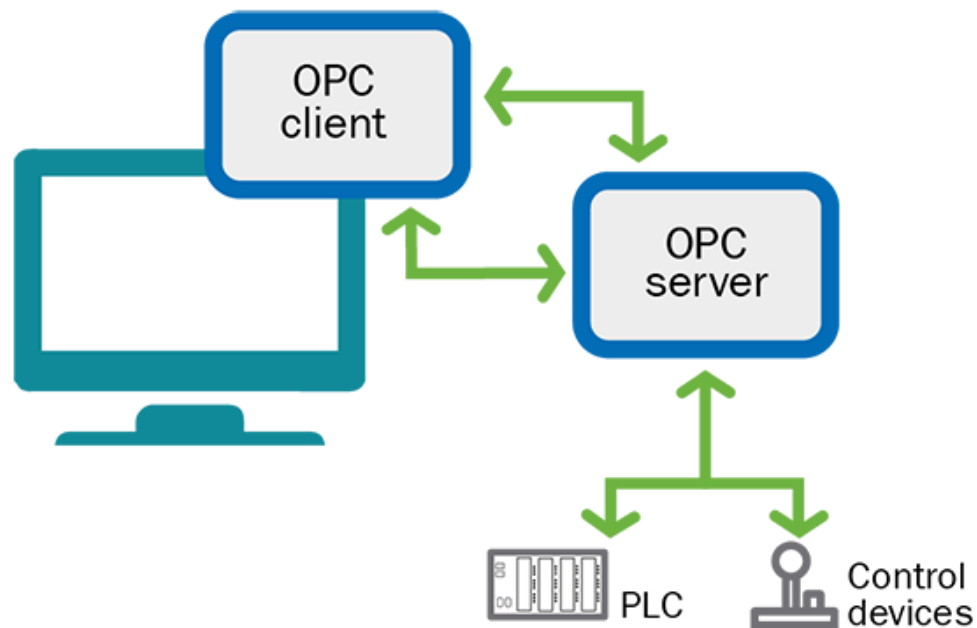 OPC
client
OPC
server
PLC
Control
devices